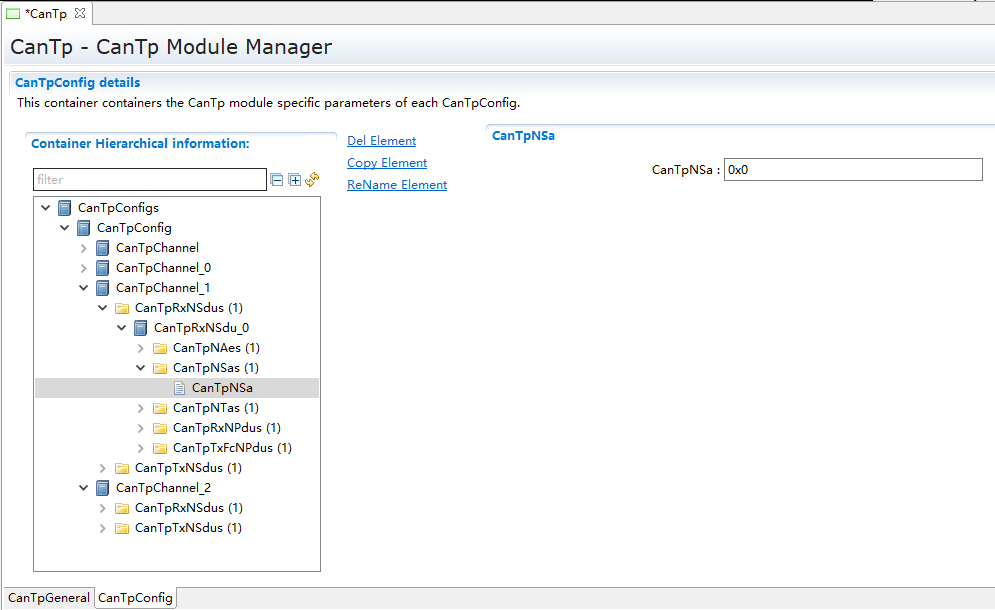 *CanTp
CanTp - CanTp Module Manager
CanTpConfig details
This container containers the CanTp module specific parameters of each CanTpConfig.
Container Hierarchical information:
filter
CanTpConfigs
CanTpConfig
CanTpChannel
CanTpChannel_0
CanTpChannel_1
CanTpRxNSdus (1)
CanTpRxNSdu_0
CanTpNAes (1)
CanTpNSas (1)
CanTpNSa
CanTpNTas (1)
CanTpRxNPdus (1)
CanTpTxFcNPdus (1)
CanTpTxNSdus (1)
CanTpChannel_2
CanTpRxNSdus (1)
CanTpTxNSdus (1)
Del Element
Copy Element
ReName Element
CanTpNSa
CanTpNSa : 0x0
CanTpGeneral CanTpConfig